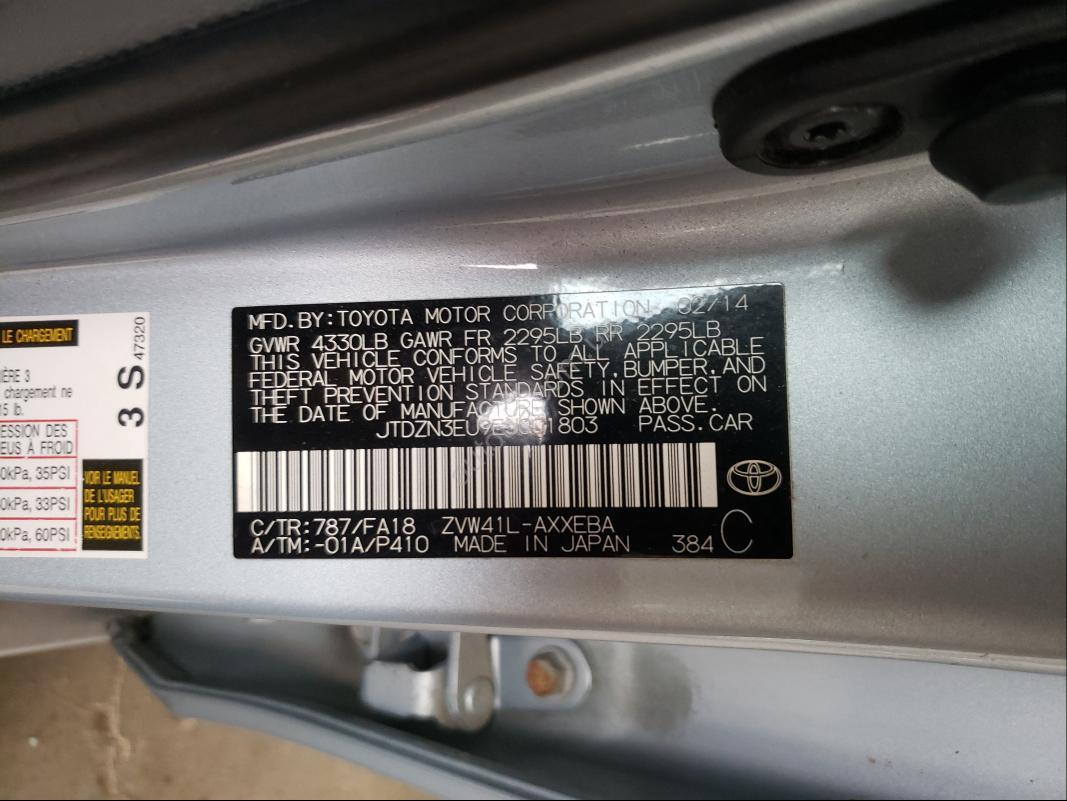 LE CHARGEMENT
IÈRE 3
chargement ne
15 lb.
ESSION DES
EUS À FROID
0kPa, 35PSI
0kPa, 33PSI
0kPa, 60PSI
VOIR LE MANUEL
DE L'USAGER
POUR PLUS DE
RENSEIGNEMENTS
3 S 47320
MFD.BY:TOYOTA MOTOR CORPORATION 02/14
GVWR 4330LB GAWR FR 2295LB RR 2295LB
THIS VEHICLE CONFORMS TO ALL APPLICABLE
FEDERAL MOTOR VEHICLE SAFETY,BUMPER,AND
THEFT PREVENTION STANDARDS IN EFFECT ON
THE DATE OF MANUFACTURE SHOWN ABOVE.
PASS.CAR
C/TR:787/FA18 ZVW41L-AXXEBA
A/TM:-01A/P410 MADE IN JAPAN 384 C